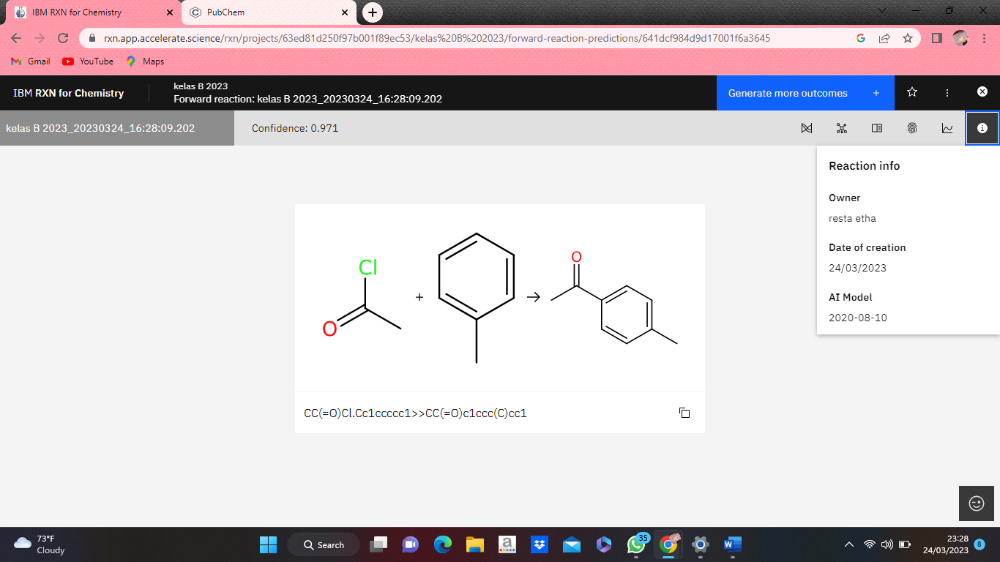 IBM RXN for Chemistry
PubChem
rxn.app.accelerate.science/rxn/projects/63ed81d250f97b001f89ec53/kelas%20B%202023/forward-reaction-predictions/641dcf984d9d17001f6a3645
Gmail
YouTube
Maps
IBM RXN for Chemistry
kelas B 2023
Forward reaction: kelas B 2023_20230324_16:28:09.202
Generate more outcomes +
kelas B 2023_20230324_16:28:09.202
Confidence: 0.971
Reaction info
Owner
resta etha
Date of creation
24/03/2023
AI Model
2020-08-10
Cl
O
+
O
CC(=O)Cl.Cc1ccccc1>>CC(=O)c1ccc(C)cc1
73°F
Cloudy
Search
a
35
W
23:28
24/03/2023
8